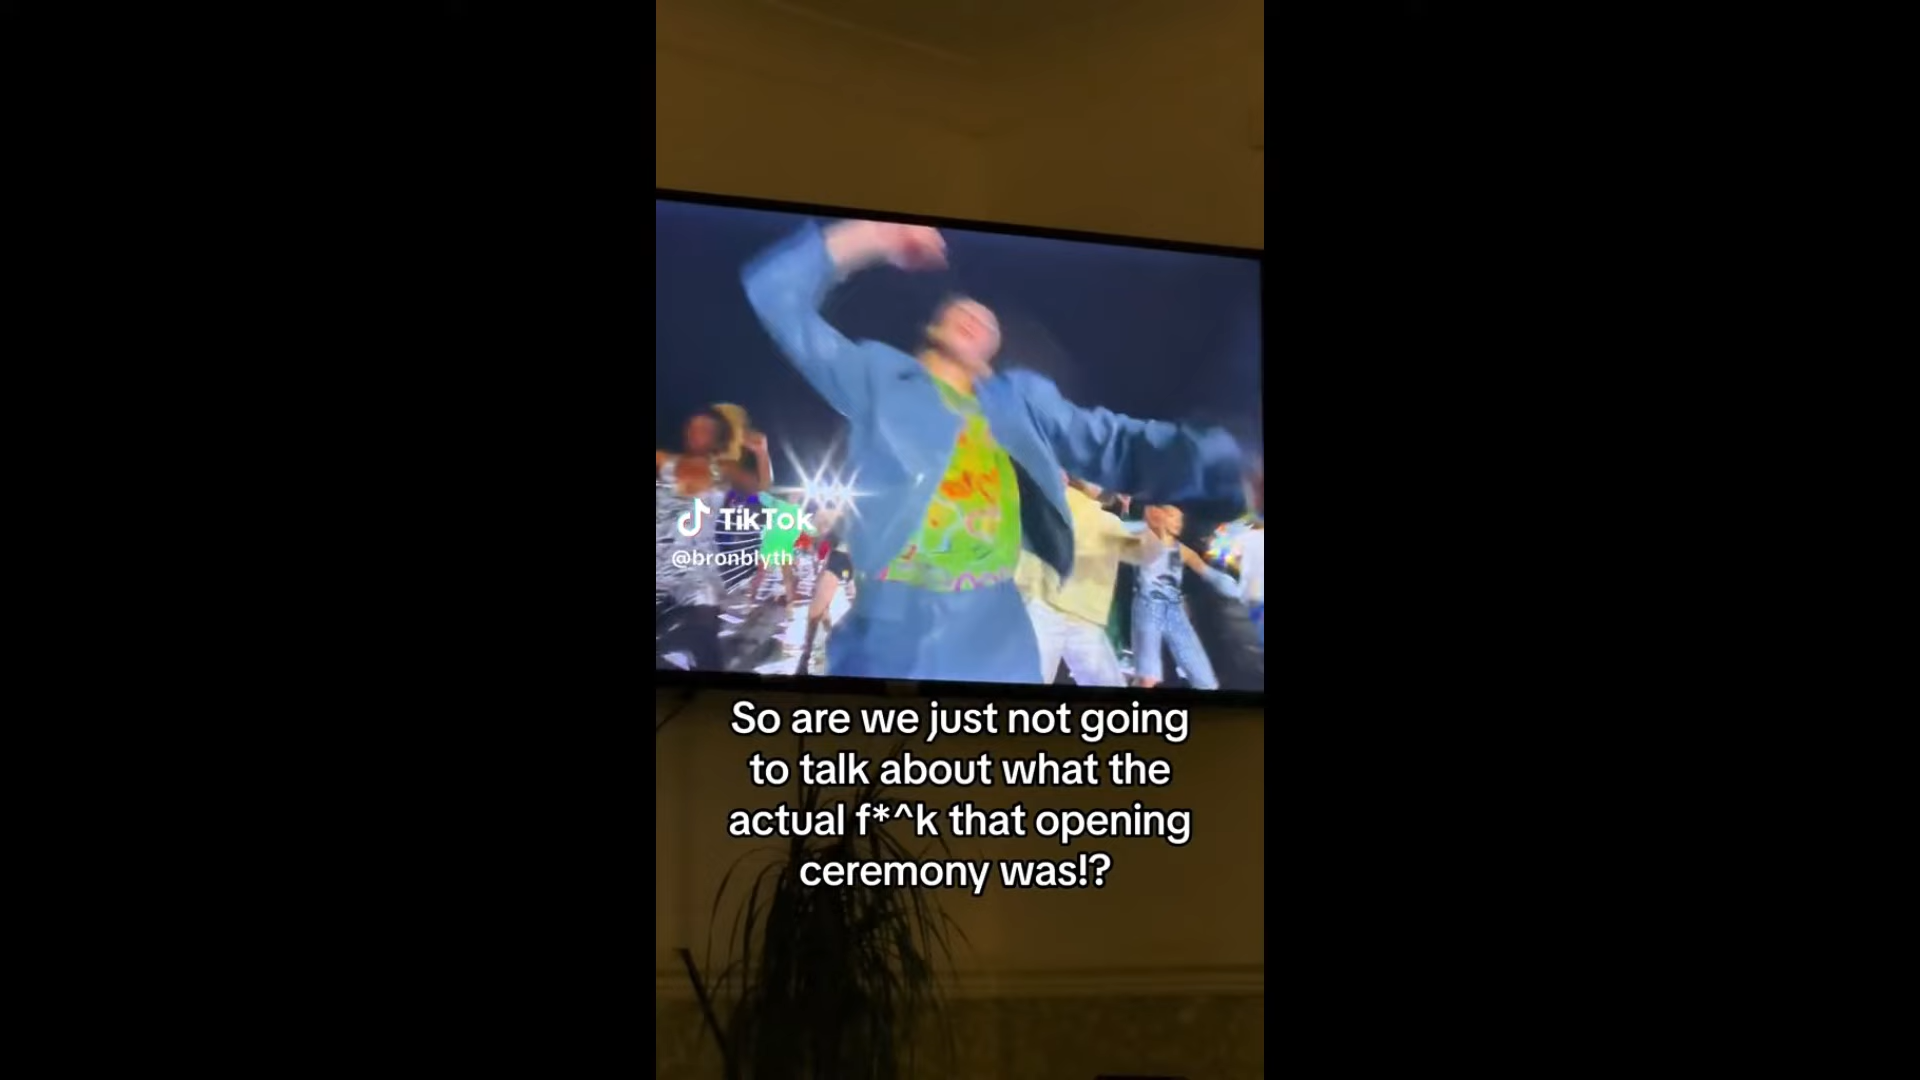 TikTok
@bronblyth
So are we just not going
to talk about what the
actual f*^k that opening
ceremony was!?